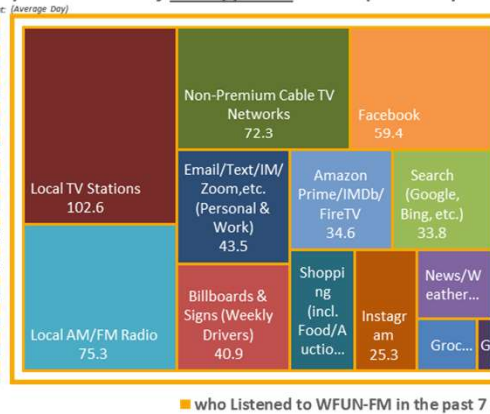 (Average Day)
Local TV Stations
102.6
Non-Premium Cable TV
Networks
72.3
Facebook
59.4
Email/Text/IM/
Zoom,etc.
(Personal &
Work)
43.5
Amazon
Prime/IMDb/
FireTV
34.6
Search
(Google,
Bing, etc.)
33.8
Local AM/FM Radio
75.3
Billboards &
Signs (Weekly
Drivers)
40.9
Shoppi
ng
(incl.
Food/A
uctio...
Instagr
am
25.3
News/W
eather...
Groc...
G
who Listened to WFUN-FM in the past 7